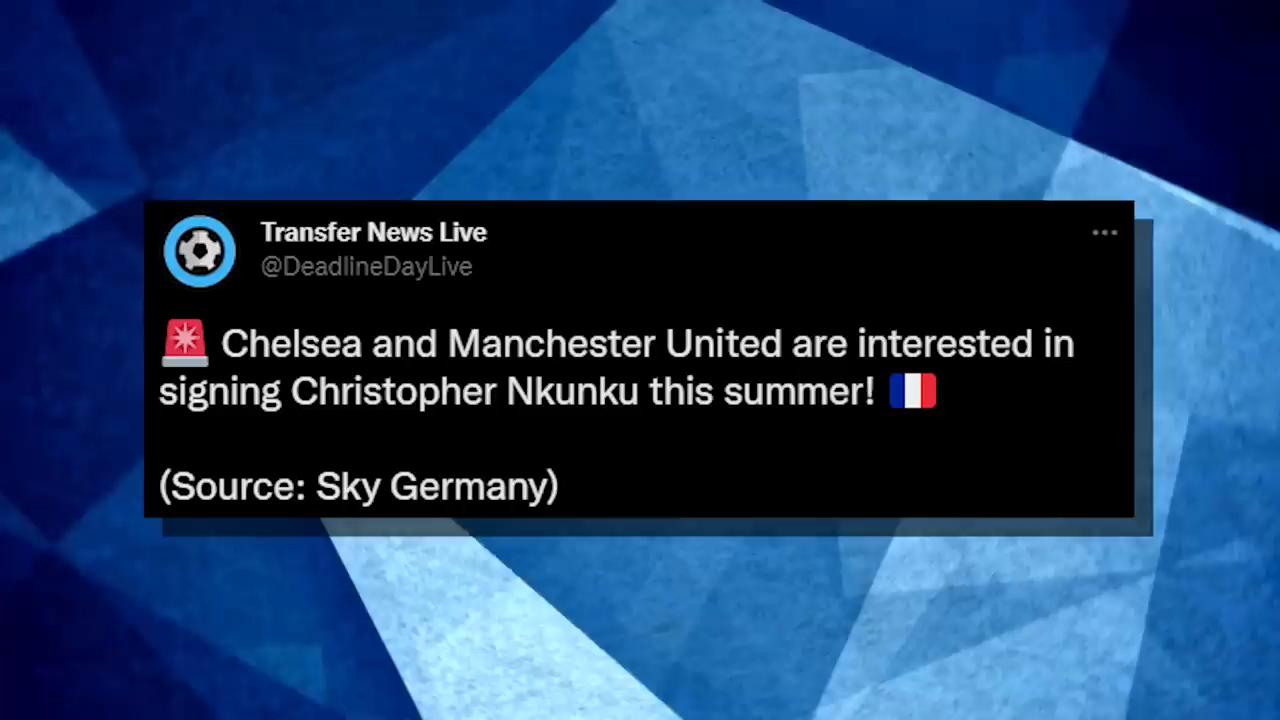 Transfer News Live
@DeadlineDayLive
🚨 Chelsea and Manchester United are interested in
signing Christopher Nkunku this summer! 🇫🇷
(Source: Sky Germany)